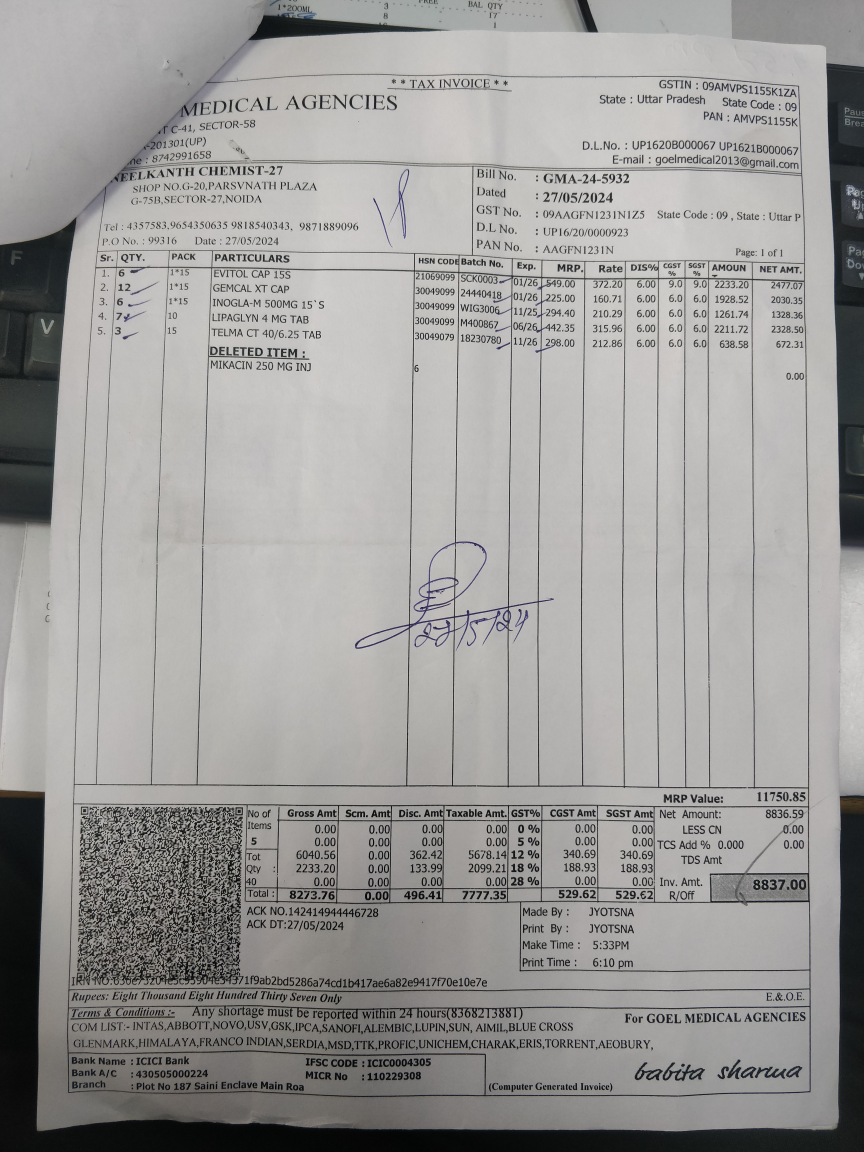 FREE BAL QTY
1*200ML 3 17
8 1
* * TAX INVOICE * *
GSTIN : 09AMVPS1155K1ZA
State : Uttar Pradesh State Code : 09
PAN : AMVPS1155K
MEDICAL AGENCIES
C-41, SECTOR-58
201301(UP)
: 8742991658
D.L.No. : UP1620B000067 UP1621B000067
E-mail : goelmedical2013@gmail.com
NEELKANTH CHEMIST-27
SHOP NO.G-20,PARSVNATH PLAZA
G-75B,SECTOR-27,NOIDA
Tel : 4357583,9654350635 9818540343, 9871889096
P.O No. : 99316 Date : 27/05/2024
Bill No. : GMA-24-5932
Dated : 27/05/2024
GST No. : 09AAGFN1231N1Z5 State Code : 09 , State : Uttar P
D.L No. : UP16/20/0000923
PAN No. : AAGFN1231N Page: 1 of 1
Sr. QTY. PACK PARTICULARS HSN CODE Batch No. Exp. MRP. Rate DIS% CGST % SGST % AMOUN NET AMT.
1. 6 1*15 EVITOL CAP 15S 21069099 SCK0003 01/26 549.00 372.20 6.00 9.0 9.0 2233.20 2477.07
2. 12 1*15 GEMCAL XT CAP 30049099 24440418 01/26 225.00 160.71 6.00 6.0 6.0 1928.52 2030.35
3. 6 1*15 INOGLA-M 500MG 15`S 30049099 WIG3006 11/25 294.40 210.29 6.00 6.0 6.0 1261.74 1328.36
4. 7 10 LIPAGLYN 4 MG TAB 30049099 M400867 06/26 442.35 315.96 6.00 6.0 6.0 2211.72 2328.50
5. 3 15 TELMA CT 40/6.25 TAB 30049079 18230780 11/26 298.00 212.86 6.00 6.0 6.0 638.58 672.31
DELETED ITEM :
MIKACIN 250 MG INJ 6 0.00
27/5/24
MRP Value: 11750.85
No of Items 5 Gross Amt Scm. Amt Disc. Amt Taxable Amt. GST% CGST Amt SGST Amt
0.00 0.00 0.00 0.00 0 % 0.00 0.00
0.00 0.00 0.00 0.00 5 % 0.00 0.00
Tot 6040.56 0.00 362.42 5678.14 12 % 340.69 340.69
Qty : 2233.20 0.00 133.99 2099.21 18 % 188.93 188.93
40 0.00 0.00 0.00 0.00 28 % 0.00 0.00
Total : 8273.76 0.00 496.41 7777.35 529.62 529.62
Net Amount: 8836.59
LESS CN 0.00
TCS Add % 0.000 0.00
TDS Amt
Inv. Amt. R/Off 8837.00
ACK NO.142414944446728
ACK DT:27/05/2024
Made By : JYOTSNA
Print By : JYOTSNA
Make Time : 5:33PM
Print Time : 6:10 pm
Rupees: Eight Thousand Eight Hundred Thirty Seven Only E.&O.E.
Terms & Conditions :- Any shortage must be reported within 24 hours(8368213881)
COM LIST:- INTAS,ABBOTT,NOVO,USV,GSK,IPCA,SANOFI,ALEMBIC,LUPIN,SUN, AIMIL,BLUE CROSS
GLENMARK,HIMALAYA,FRANCO INDIAN,SERDIA,MSD,TTK,PROFIC,UNICHEM,CHARAK,ERIS,TORRENT,AEOBURY,
For GOEL MEDICAL AGENCIES
Bank Name : ICICI Bank IFSC CODE : ICIC0004305
Bank A/C : 430505000224 MICR No : 110229308
Branch : Plot No 187 Saini Enclave Main Roa
(Computer Generated Invoice)
babita sharma